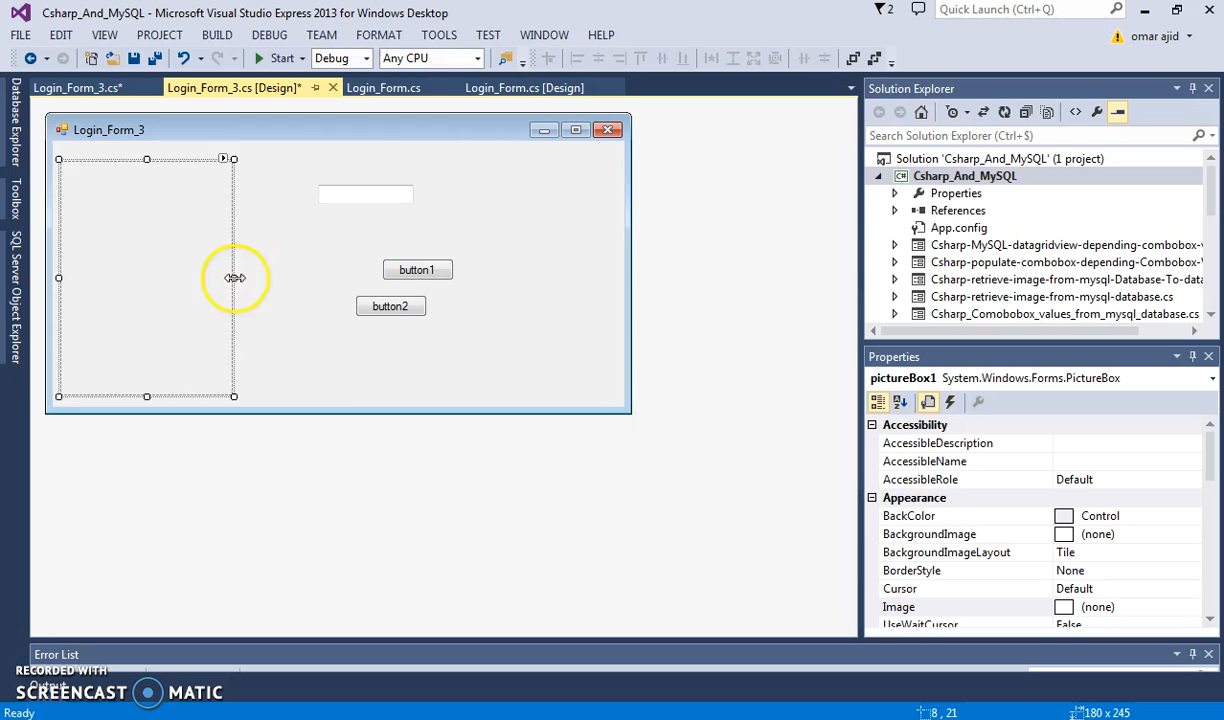 Csharp_And_MySQL - Microsoft Visual Studio Express 2013 for Windows Desktop
2
Quick Launch (Ctrl+Q)
FILE EDIT VIEW PROJECT BUILD DEBUG TEAM FORMAT TOOLS TEST WINDOW HELP
omar ajid
Start Debug Any CPU
Login_Form_3.cs* Login_Form_3.cs [Design]* Login_Form.cs Login_Form.cs [Design]
Database Explorer
Toolbox
SQL Server Object Explorer
Login_Form_3
button1
button2
Solution Explorer
Search Solution Explorer (Ctrl+$)
Solution 'Csharp_And_MySQL' (1 project)
C# Csharp_And_MySQL
Properties
References
App.config
Csharp-MySQL-datagridview-depending-combobox-v
Csharp-populate-combobox-depending-Combobox-V
Csharp-retrieve-image-from-mysql-Database-To-Data
Csharp-retrieve-image-from-mysql-database.cs
Csharp_Comobobox_values_from_mysql_database.cs
Properties
pictureBox1 System.Windows.Forms.PictureBox
Accessibility
AccessibleDescription
AccessibleName
AccessibleRole Default
Appearance
BackColor Control
BackgroundImage (none)
BackgroundImageLayout Tile
BorderStyle None
Cursor Default
Image (none)
UseWaitCursor False
Error List
Output
RECORDED WITH
SCREENCAST MATIC
Ready
8 , 21
180 x 245